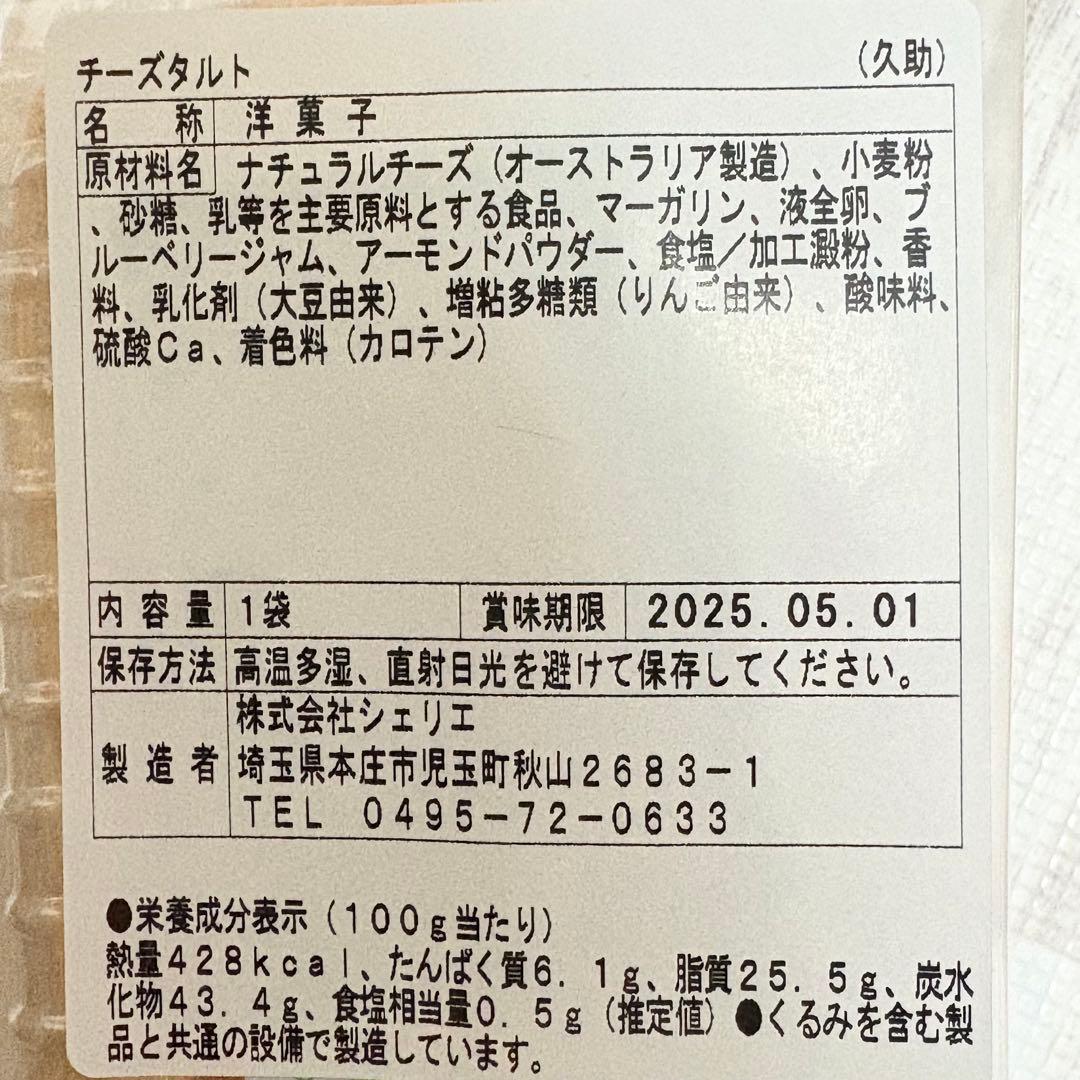 チーズタルト (久助)
名 称 洋菓子
原材料名 ナチュラルチーズ(オーストラリア製造)、小麦粉
、砂糖、乳等を主要原料とする食品、マーガリン、液全卵、ブ
ルーベリージャム、アーモンドパウダー、食塩/加工澱粉、香
料、乳化剤(大豆由来)、増粘多糖類(りんご由来)、酸味料、
硫酸Ca、着色料(カロテン)
内容量 1袋 賞味期限 2025.05.01
保存方法 高温多湿、直射日光を避けて保存してください。
製造者 株式会社シェリエ
埼玉県本庄市児玉町秋山2683-1
TEL 0495-72-0633
●栄養成分表示(100g当たり)
熱量428kcal、たんぱく質6.1g、脂質25.5g、炭水
化物43.4g、食塩相当量0.5g(推定値)●くるみを含む製
品と共通の設備で製造しています。